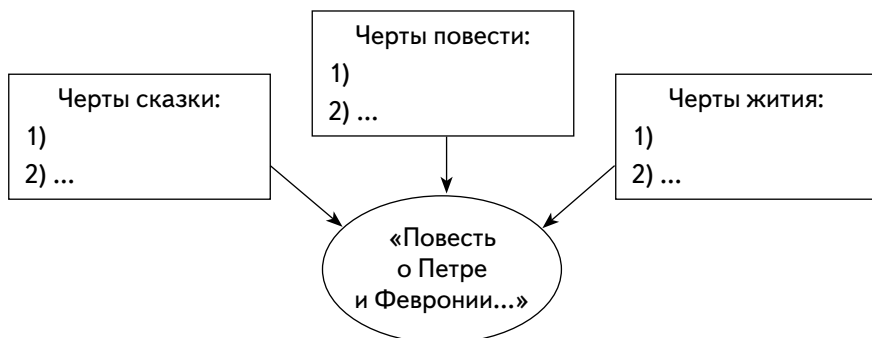 Черты сказки:
1)
2) ...
Черты повести:
1)
2) ...
Черты жития:
1)
2) ...
«Повесть
о Петре
и Февронии...»